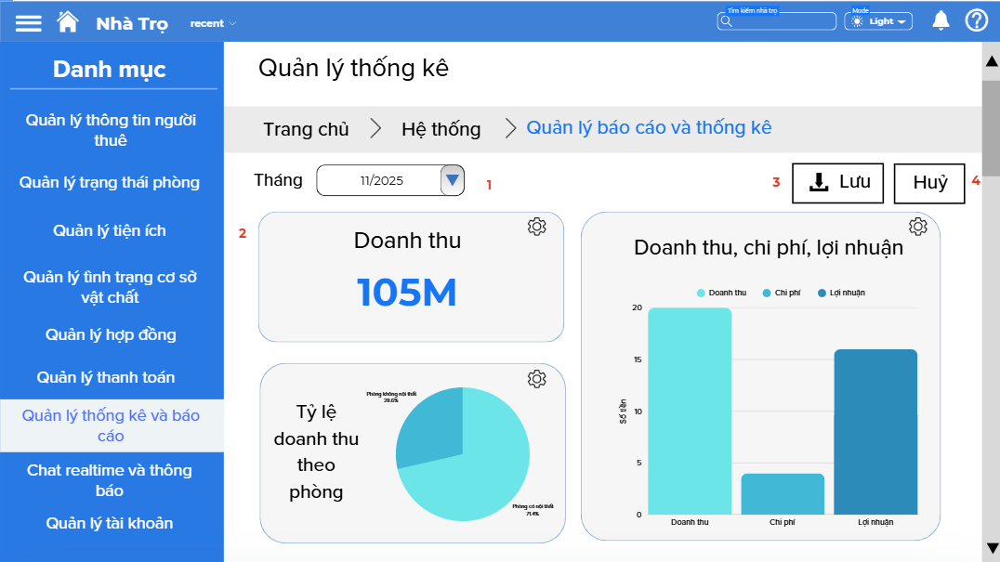 Nhà Trọ
recent
Tìm kiếm nhà trọ
Mode
Light
?
Danh mục
Quản lý thông tin người
thuê
Quản lý trạng thái phòng
Quản lý tiện ích
Quản lý tình trạng cơ sở
vật chất
Quản lý hợp đồng
Quản lý thanh toán
Quản lý thống kê và báo
cáo
Chat realtime và thông
báo
Quản lý tài khoản
Quản lý thống kê
Trang chủ
Hệ thống
Quản lý báo cáo và thống kê
Tháng
11/2025
1
3
Lưu
Huỷ
4
2
Doanh thu
105M
Tỷ lệ
doanh thu
theo
phòng
Phòng không nội thất
28.6%
Phòng có nội thất
71.4%
Doanh thu, chi phí, lợi nhuận
Doanh thu
Chi phí
Lợi nhuận
Số tiền
20
15
10
5
0
Doanh thu
Chi phí
Lợi nhuận